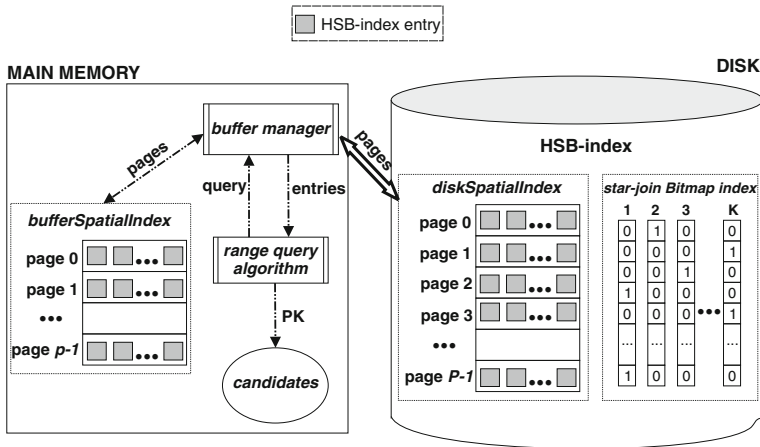 HSB-index entry
MAIN MEMORY
DISK
buffer manager
pages
pages
query
entries
HSB-index
bufferSpatialIndex
page 0
page 1
•••
page p-1
range query
algorithm
PK
candidates
diskSpatialIndex
page 0
page 1
page 2
page 3
•••
page P-1
star-join Bitmap index
1 2 3 K
0 1 0 0
0 0 0 1
0 0 1 0
1 0 0 0
0 0 0 ••• 1
... ... ... ...
1 0 0 0